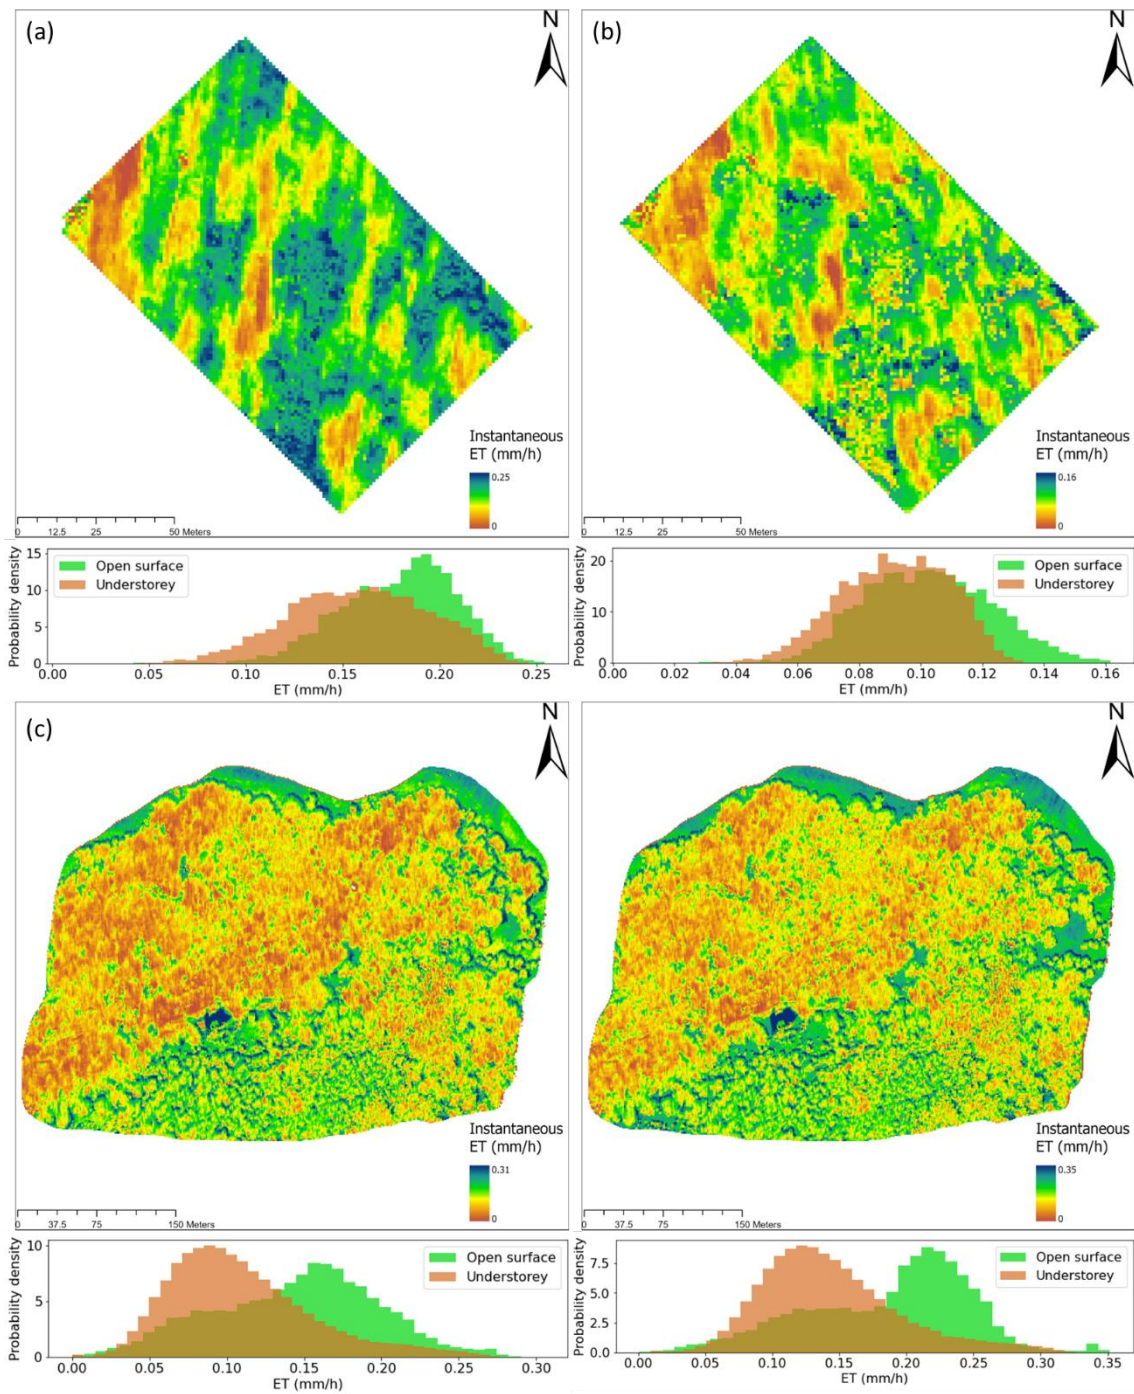 (a)
N
Instantaneous
ET (mm/h)
0.25
0
0 12.5 25 50 Meters
(b)
N
Instantaneous
ET (mm/h)
0.16
0
0 12.5 25 50 Meters
Probability density
15
10
5
0
Open surface
Understorey
0.00 0.05 0.10 0.15 0.20 0.25
ET (mm/h)
Probability density
20
10
0
Open surface
Understorey
0.00 0.02 0.04 0.06 0.08 0.10 0.12 0.14 0.16
ET (mm/h)
(c)
N
Instantaneous
ET (mm/h)
0.31
0
0 37.5 75 150 Meters
N
Instantaneous
ET (mm/h)
0.35
0
0 37.5 75 150 Meters
Probability density
10
5
0
Open surface
Understorey
0.00 0.05 0.10 0.15 0.20 0.25 0.30
ET (mm/h)
Probability density
7.5
5.0
2.5
0.0
Open surface
Understorey
0.00 0.05 0.10 0.15 0.20 0.25 0.30 0.35
ET (mm/h)